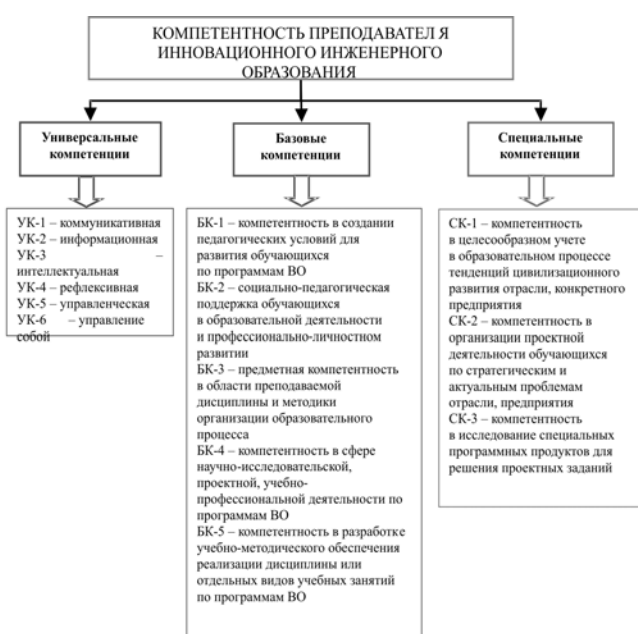 КОМПЕТЕНТНОСТЬ ПРЕПОДАВАТЕЛ Я
ИННОВАЦИОННОГО ИНЖЕНЕРНОГО
ОБРАЗОВАНИЯ
Универсальные
компетенции
Базовые
компетенции
Специальные
компетенции
УК-1 – коммуникативная
УК-2 – информационная
УК-3 –
интеллектуальная
УК-4 – рефлексивная
УК-5 – управленческая
УК-6 – управление
собой
БК-1 – компетентность в создании
педагогических условий для
развития обучающихся
по программам ВО
БК-2 – социально-педагогическая
поддержка обучающихся
в образовательной деятельности
и профессионально-личностном
развитии
БК-3 – предметная компетентность
в области преподаваемой
дисциплины и методики
организации образовательного
процесса
БК-4 – компетентность в сфере
научно-исследовательской,
проектной, учебно-
профессиональной деятельности по
программам ВО
БК-5 – компетентность в разработке
учебно-методического обеспечения
реализации дисциплины или
отдельных видов учебных занятий
по программам ВО
СК-1 – компетентность
в целесообразном учете
в образовательном процессе
тенденций цивилизационного
развития отрасли, конкретного
предприятия
СК-2 – компетентность в
организации проектной
деятельности обучающихся
по стратегическим и
актуальным проблемам
отрасли, предприятия
СК-3 – компетентность
в исследование специальных
программных продуктов для
решения проектных заданий